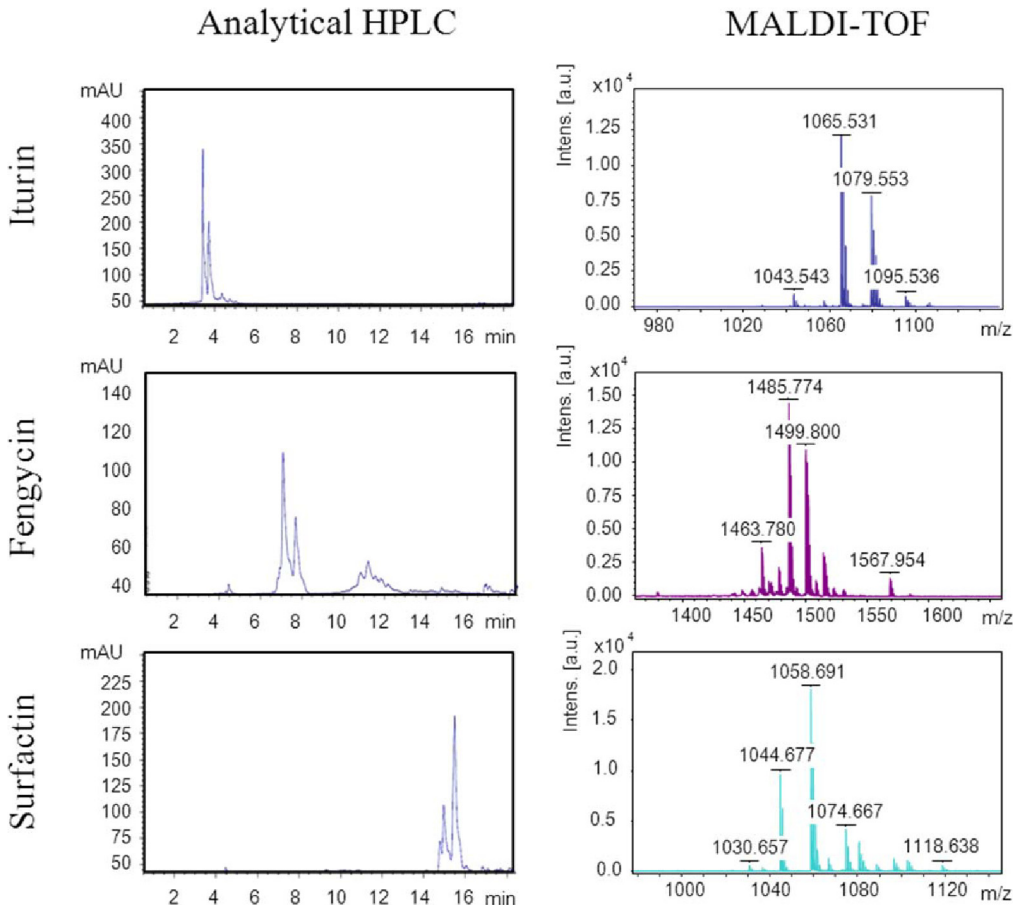 Analytical HPLC
MALDI-TOF
Iturin
mAU
400
350
300
250
200
150
100
50
2 4 6 8 10 12 14 16 min
Intens. [a.u.]
x10⁴
1.25
1.00
0.75
0.5
0.25
0.00
1065.531
1079.553
1043.543
1095.536
980 1020 1060 1100 m/z
Fengycin
mAU
140
120
100
80
60
40
2 4 6 8 10 12 14 16 min
Intens. [a.u.]
x10⁴
1.50
1.25
1.00
0.75
0.5
0.25
0.00
1485.774
1499.800
1463.780
1567.954
1400 1450 1500 1550 1600 m/z
Surfactin
mAU
225
200
175
150
125
100
75
50
2 4 6 8 10 12 14 16 min
Intens. [a.u.]
x10⁴
2.0
1.5
1.0
0.5
0.0
1058.691
1044.677
1074.667
1030.657
1118.638
1000 1040 1080 1120 m/z